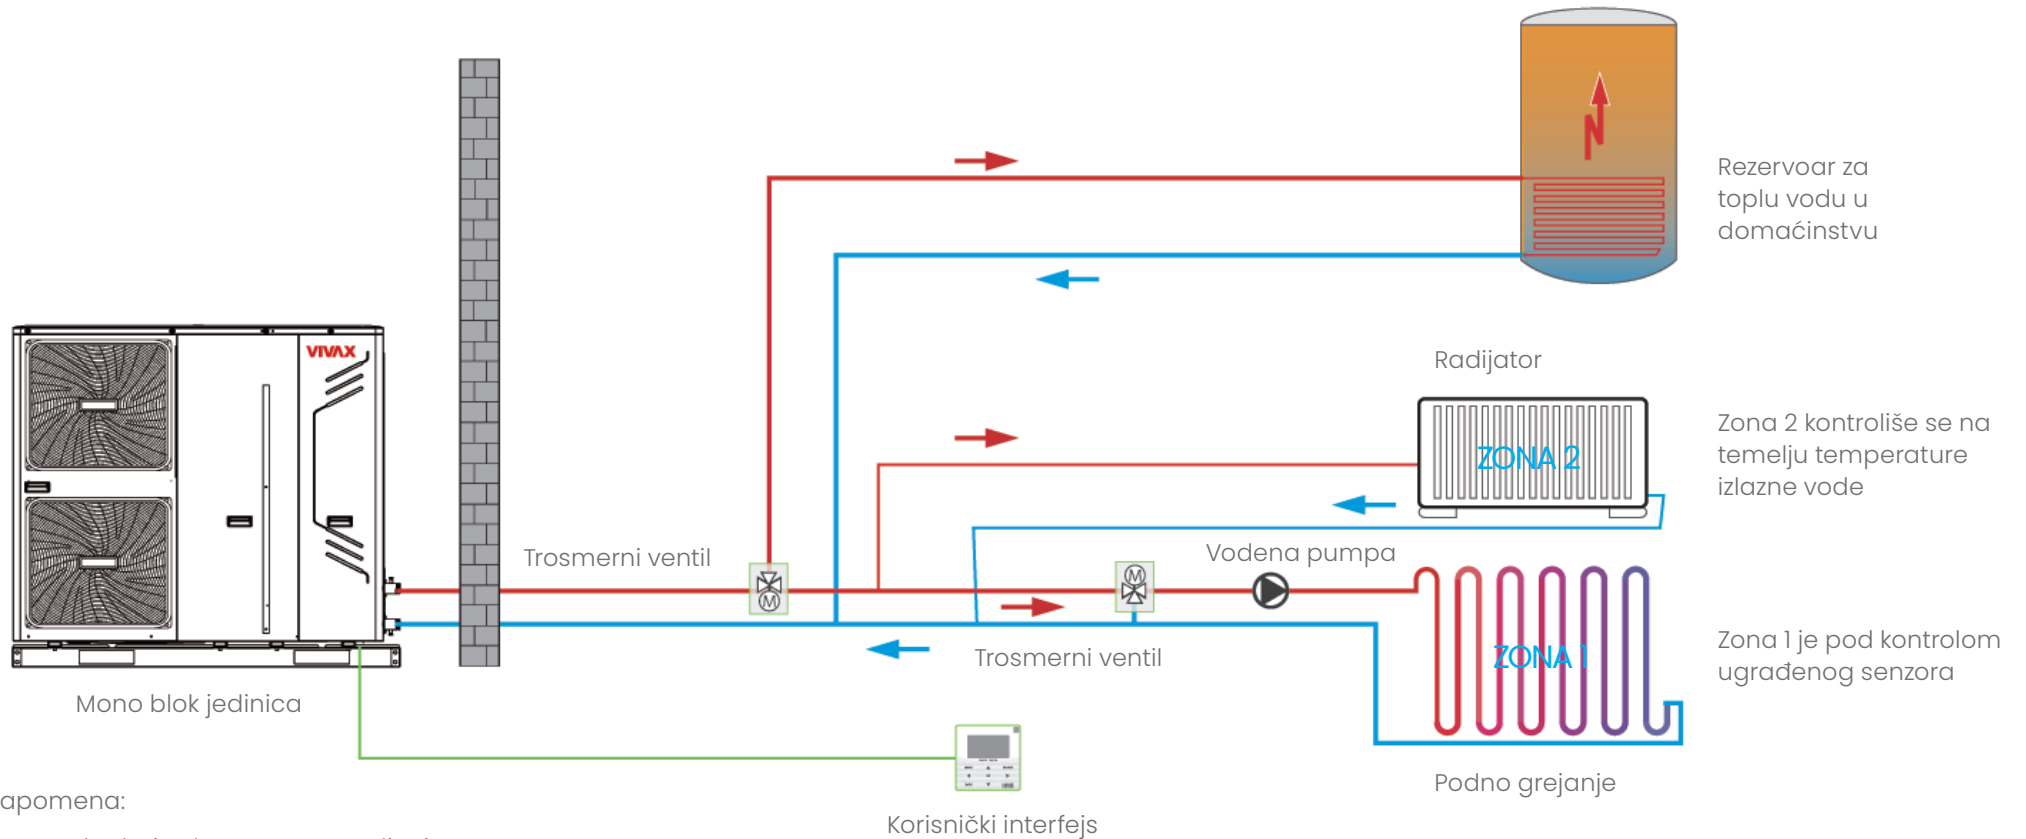 Rezervoar za
toplu vodu u
domaćinstvu
VIVAX
Radijator
ZONA 2
Zona 2 kontroliše se na
temelju temperature
izlazne vode
Trosmerni ventil
Vodena pumpa
M
M
Trosmerni ventil
ZONA 1
Zona 1 je pod kontrolom
ugrađenog senzora
Mono blok jedinica
Podno grejanje
apomena:
Korisnički interfejs